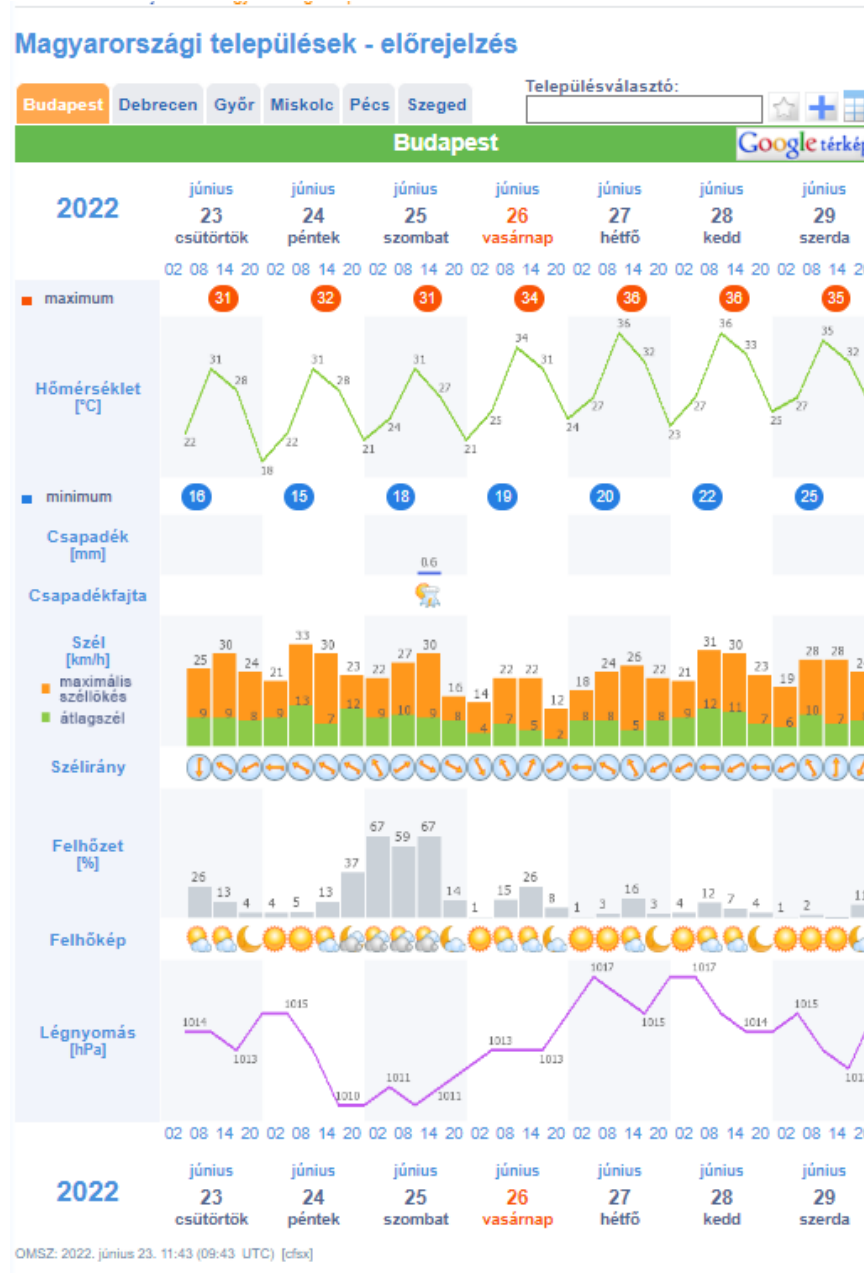 Magyarországi települések - előrejelzés
Településválasztó:
Budapest Debrecen Győr Miskolc Pécs Szeged
Budapest
Google térkép
2022
június június június június június június június
23 24 25 26 27 28 29
csütörtök péntek szombat vasárnap hétfő kedd szerda
02 08 14 20 02 08 14 20 02 08 14 20 02 08 14 20 02 08 14 20 02 08 14 20 02 08 14
maximum 31 32 31 34 36 36 35
Hőmérséklet
[°C]
22 31 28 18 22 31 28 21 24 31 27 21 25 34 31 24 27 36 32 23 27 36 33 25 27 35 32
minimum 16 15 18 19 20 22 25
Csapadék
[mm]
0.6
Csapadékfajta
Szél
[km/h]
maximális
széllökés
átlagszél
25 30 24 21 33 30 23 22 27 30 16 14 22 22 12 18 24 26 22 21 31 30 23 19 28 28
9 9 8 9 13 7 12 9 10 9 8 4 7 5 2 8 8 5 8 9 12 11 7 6 10 7
Szélirány
Felhőzet
[%]
26 13 4 4 5 13 37 67 59 67 14 1 15 26 8 1 3 16 3 4 12 7 4 1 2
Felhőkép
Légnyomás
[hPa]
1014 1013 1015 1010 1011 1011 1013 1013 1017 1015 1017 1014 1015
02 08 14 20 02 08 14 20 02 08 14 20 02 08 14 20 02 08 14 20 02 08 14 20 02 08 14
2022
június június június június június június június
23 24 25 26 27 28 29
csütörtök péntek szombat vasárnap hétfő kedd szerda
OMSZ: 2022. június 23. 11:43 (09:43 UTC) [cfsx]